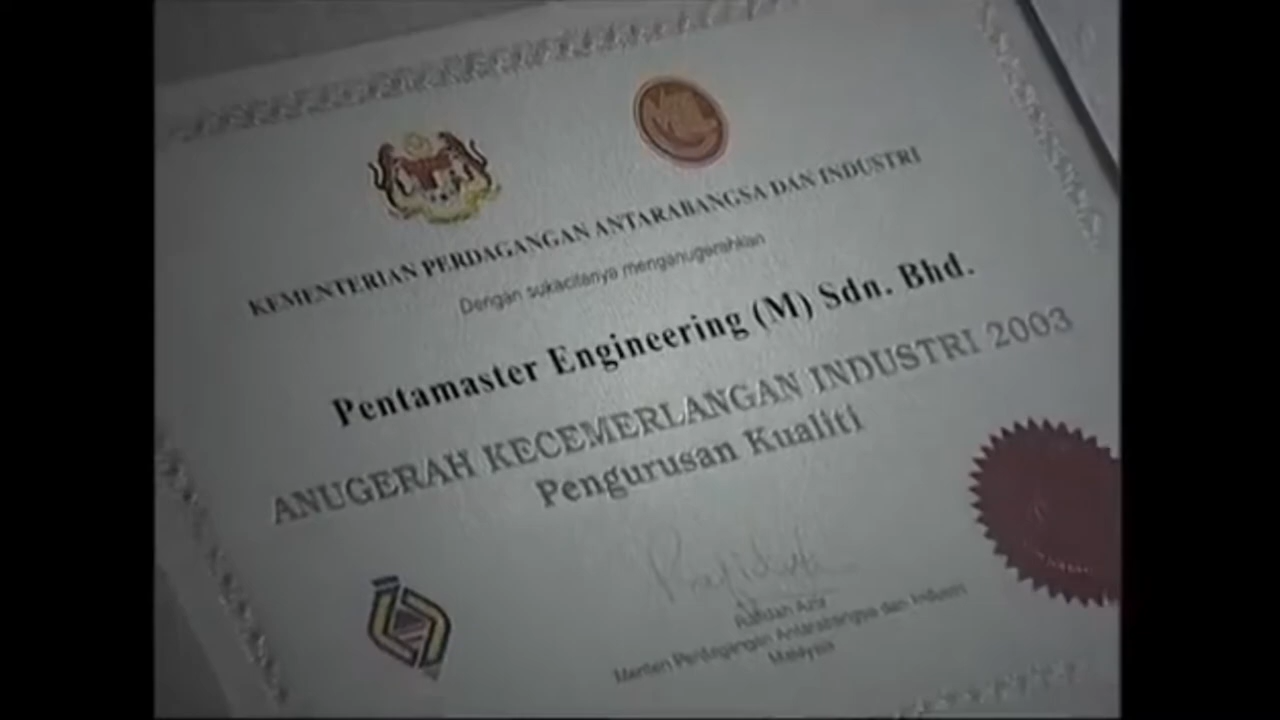 KEMENTERIAN PERDAGANGAN ANTARABANGSA DAN INDUSTRI
Dengan sukacitanya menganugerahkan
Pentamaster Engineering (M) Sdn. Bhd.
ANUGERAH KECEMERLANGAN INDUSTRI 2003
Pengurusan Kualiti
Rafidah Aziz
Menteri Perdagangan Antarabangsa dan Industri
Malaysia